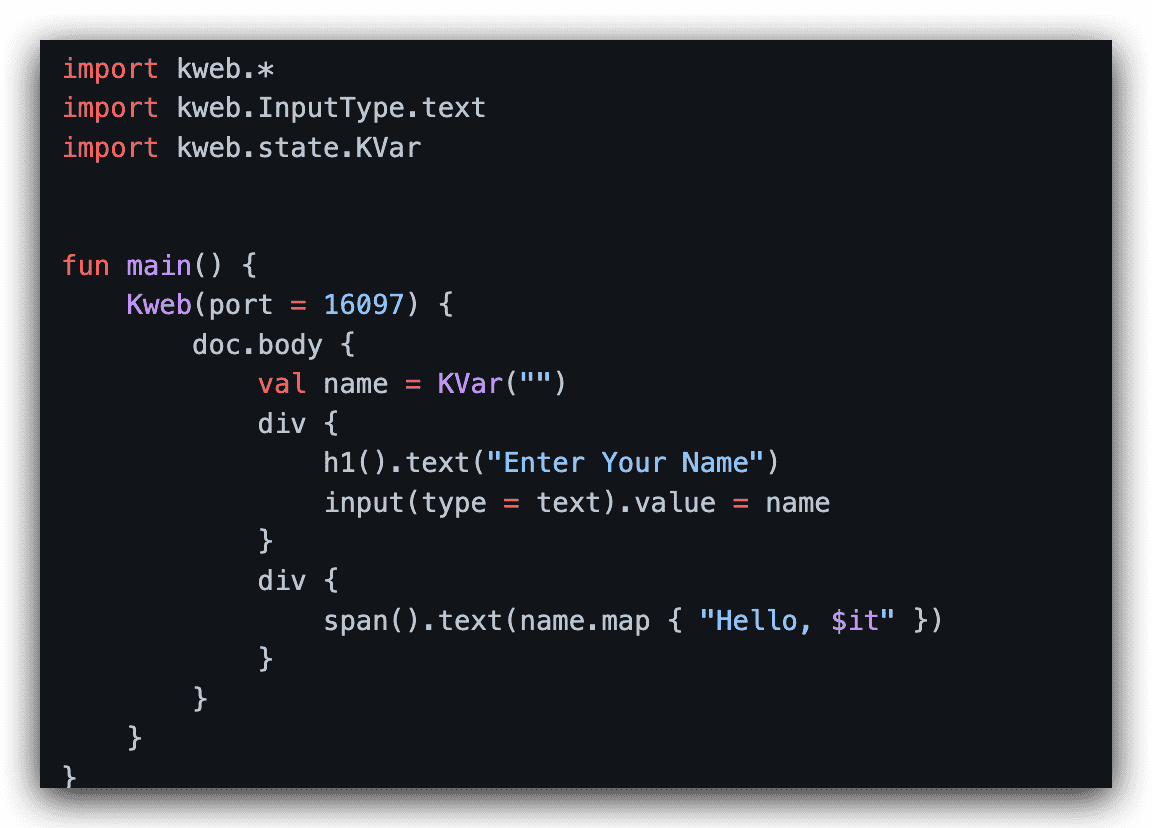 import kweb.*
import kweb.InputType.text
import kweb.state.KVar
fun main() {
    Kweb(port = 16097) {
        doc.body {
            val name = KVar("")
            div {
                h1().text("Enter Your Name")
                input(type = text).value = name
            }
            div {
                span().text(name.map { "Hello, $it" })
            }
        }
    }
}